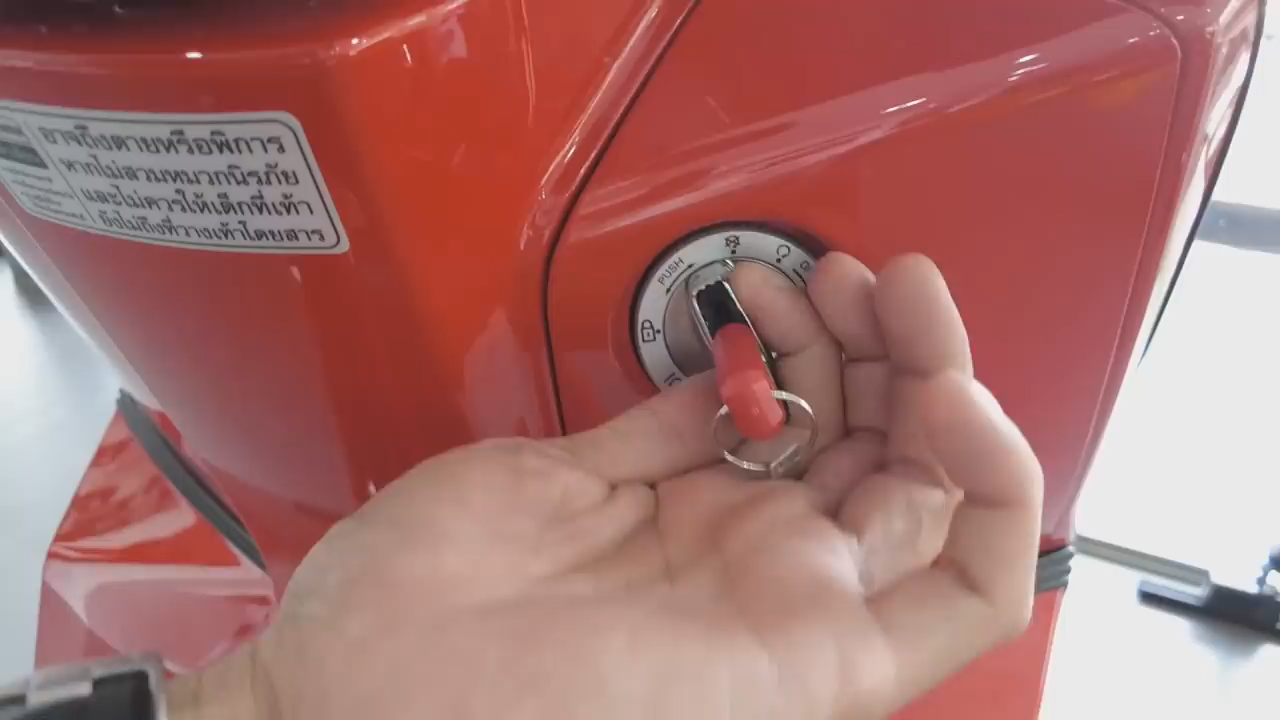 อาจถึงตายหรือพิการ
หากไม่สวมหมวกนิรภัย
และไม่ควรให้เด็กที่เท้า
ยังไม่ถึงที่วางเท้าโดยสาร
PUSH